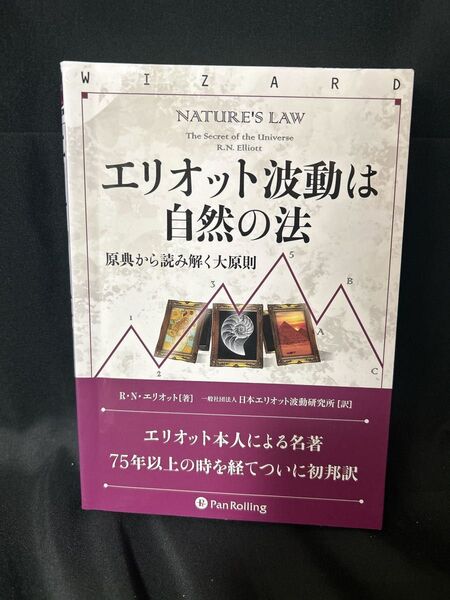 WIZARD
NATURE'S LAW
The Secret of the Universe
R.N. Elliott
エリオット波動は
自然の法
原典から読み解く大原則
1
2
3
4
5
A
B
C
R・N・エリオット[著] 一般社団法人 日本エリオット波動研究所[訳]
エリオット本人による名著
75年以上の時を経てついに初邦訳
PanRolling